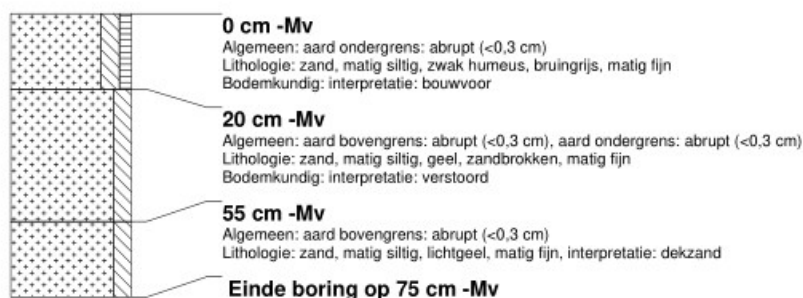 0 cm -Mv
Algemeen: aard ondergrens: abrupt (<0,3 cm)
Lithologie: zand, matig siltig, zwak humeus, bruingrijs, matig fijn
Bodemkundig: interpretatie: bouwvoor
20 cm -Mv
Algemeen: aard bovengrens: abrupt (<0,3 cm), aard ondergrens: abrupt (<0,3 cm)
Lithologie: zand, matig siltig, geel, zandbrokken, matig fijn
Bodemkundig: interpretatie: verstoord
55 cm -Mv
Algemeen: aard bovengrens: abrupt (<0,3 cm)
Lithologie: zand, matig siltig, lichtgeel, matig fijn, interpretatie: dekzand
Einde boring op 75 cm -Mv